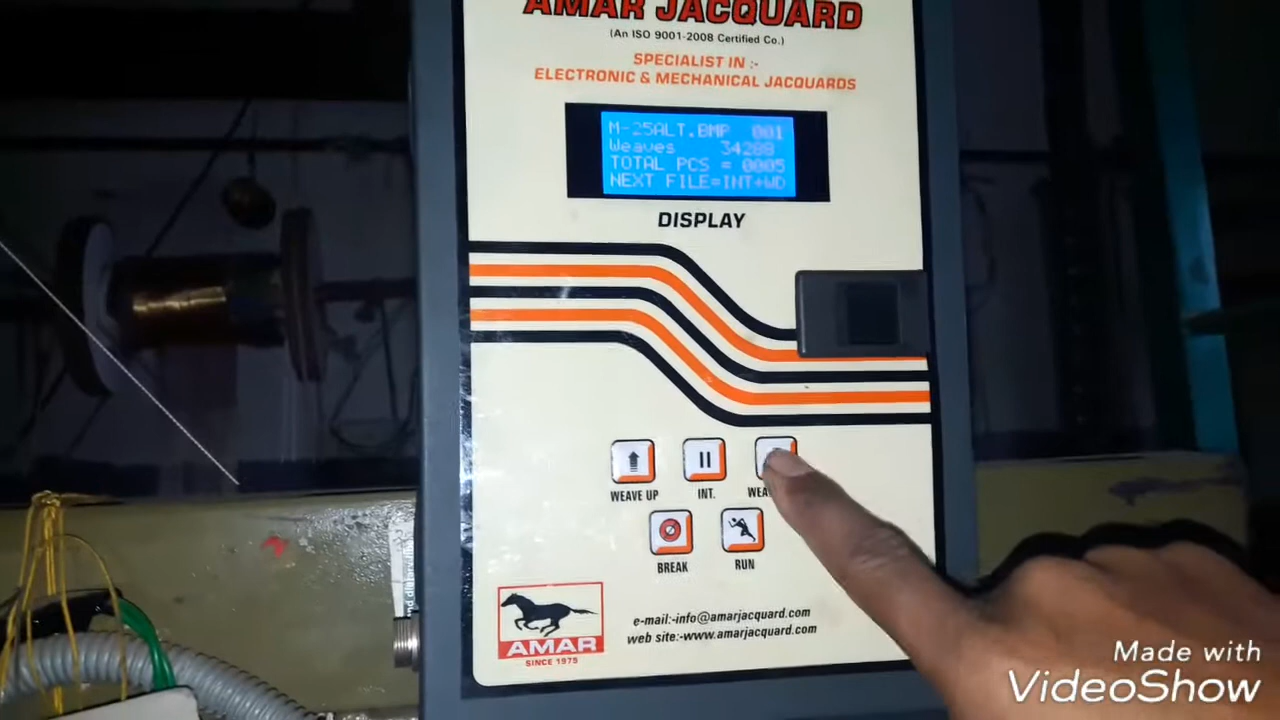 AMAR JACQUARD
(An ISO 9001-2008 Certified Co.)
SPECIALIST IN :-
ELECTRONIC & MECHANICAL JACQUARDS
M-25ALT.BMP 001
Weaves 34288
TOTAL PCS = 0005
NEXT FILE=INT+WD
DISPLAY
WEAVE UP INT.
BREAK RUN
AMAR
SINCE 1975
e-mail:-info@amarjacquard.com
web site:-www.amarjacquard.com
Made with
VideoShow